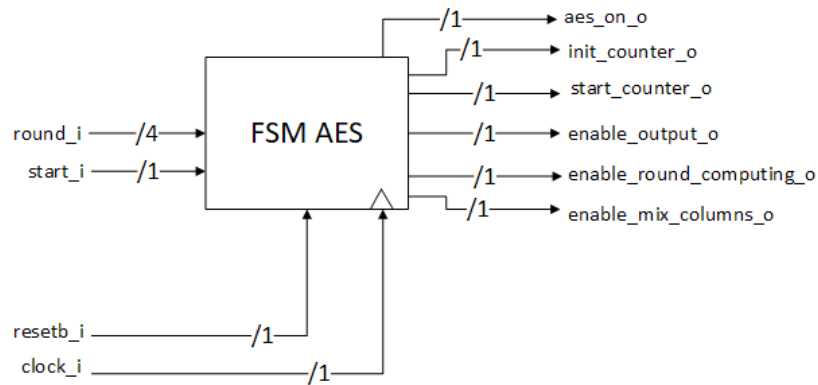 /1 aes_on_o
/1 init_counter_o
/1 start_counter_o
round_i /4 FSM AES /1 enable_output_o
start_i /1 /1 enable_round_computing_o
/1 enable_mix_columns_o
resetb_i /1
clock_i /1